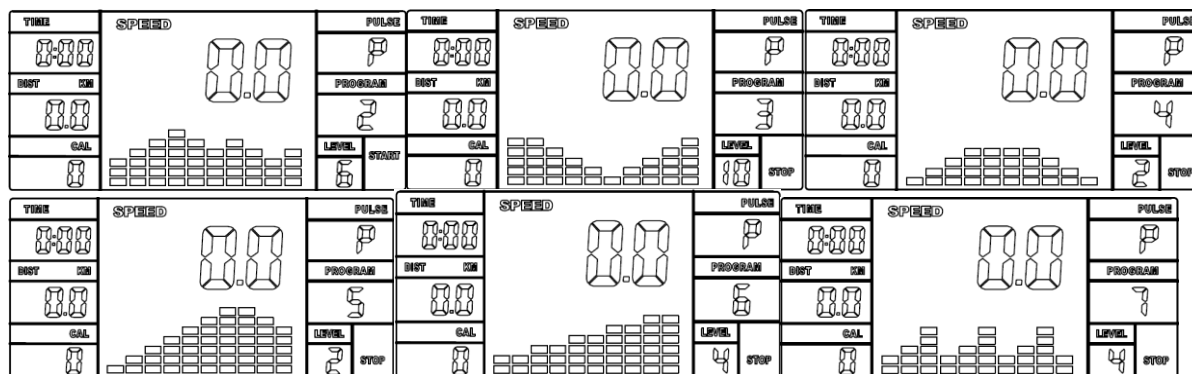 TIME SPEED PULSE
0:00 0.0 P
DIST KM PROGRAM
0.0 2
CAL LEVEL START
0 6
TIME SPEED PULSE
0:00 0.0 P
DIST KM PROGRAM
0.0 3
CAL LEVEL
0 10 STOP
TIME SPEED PULSE
0:00 0.0 P
DIST KM PROGRAM
0.0 4
CAL LEVEL
0 2 STOP
TIME SPEED PULSE
0:00 0.0 P
DIST KM PROGRAM
0.0 5
CAL LEVEL
0 2 STOP
TIME SPEED PULSE
0:00 0.0 P
DIST KM PROGRAM
0.0 6
CAL LEVEL
0 4 STOP
TIME SPEED PULSE
0:00 0.0 P
DIST KM PROGRAM
0.0 7
CAL LEVEL
0 4 STOP